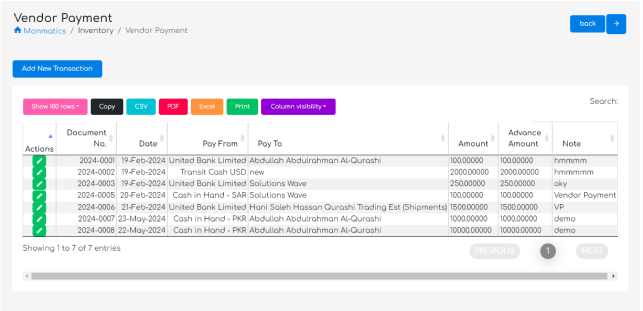 Vendor Payment
Monmatics / Inventory / Vendor Payment
back
Add New Transaction
Show 100 rows Copy CSV PDF Excel Print Column visibility Search:
Actions Document No. Date Pay From Pay To Amount Advance Amount Note
2024-0001 19-Feb-2024 United Bank Limited Abdullah Abdulrahman Al-Qurashi 100.00000 100.00000 hmmmm
2024-0002 19-Feb-2024 Transit Cash USD new 2000.00000 2000.00000 hmmmmm
2024-0003 19-Feb-2024 United Bank Limited Solutions Wave 250.00000 250.00000 oky
2024-0005 20-Feb-2024 Cash in Hand - SAR Solutions Wave 100.00000 100.00000 Vendor Payment
2024-0006 21-Feb-2024 United Bank Limited Hani Saleh Hassan Qurashi Trading Est (Shipments) 1500.00000 1500.00000 VP
2024-0007 23-May-2024 Cash in Hand - PKR Abdullah Abdulrahman Al-Qurashi 1000.00000 1000.00000 demo
2024-0008 22-May-2024 Cash in Hand - PKR Abdullah Abdulrahman Al-Qurashi 10000.00000 10000.00000 demo
Showing 1 to 7 of 7 entries PREVIOUS 1 NEXT